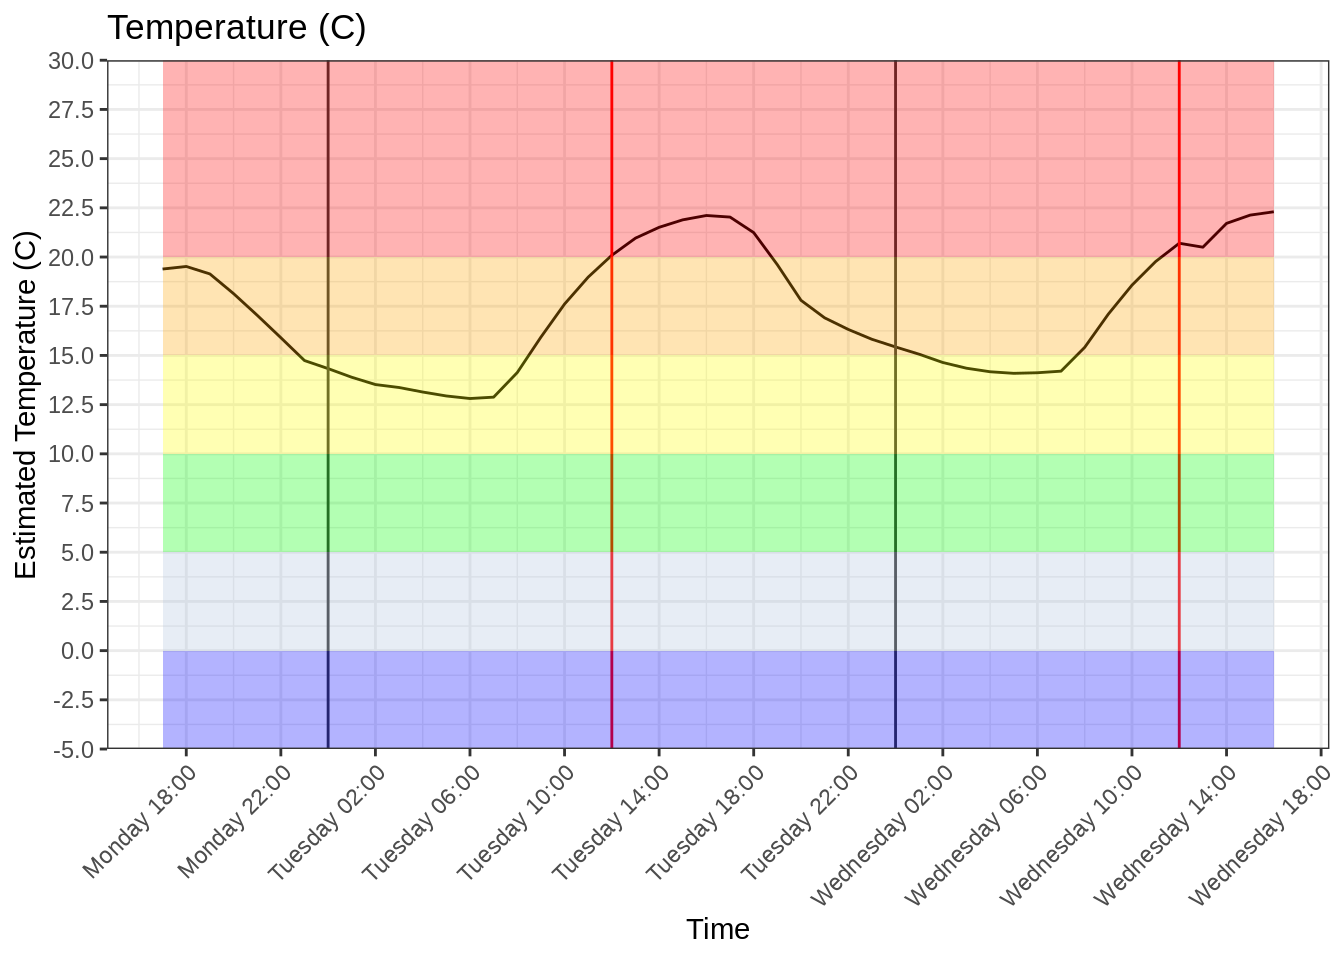 Temperature (C)
30.0
27.5
25.0
22.5
20.0
17.5
15.0
12.5
10.0
7.5
5.0
2.5
0.0
-2.5
-5.0
Estimated Temperature (C)
Monday 18:00
Monday 22:00
Tuesday 02:00
Tuesday 06:00
Tuesday 10:00
Tuesday 14:00
Tuesday 18:00
Tuesday 22:00
Wednesday 02:00
Wednesday 06:00
Wednesday 10:00
Wednesday 14:00
Wednesday 18:00
Time